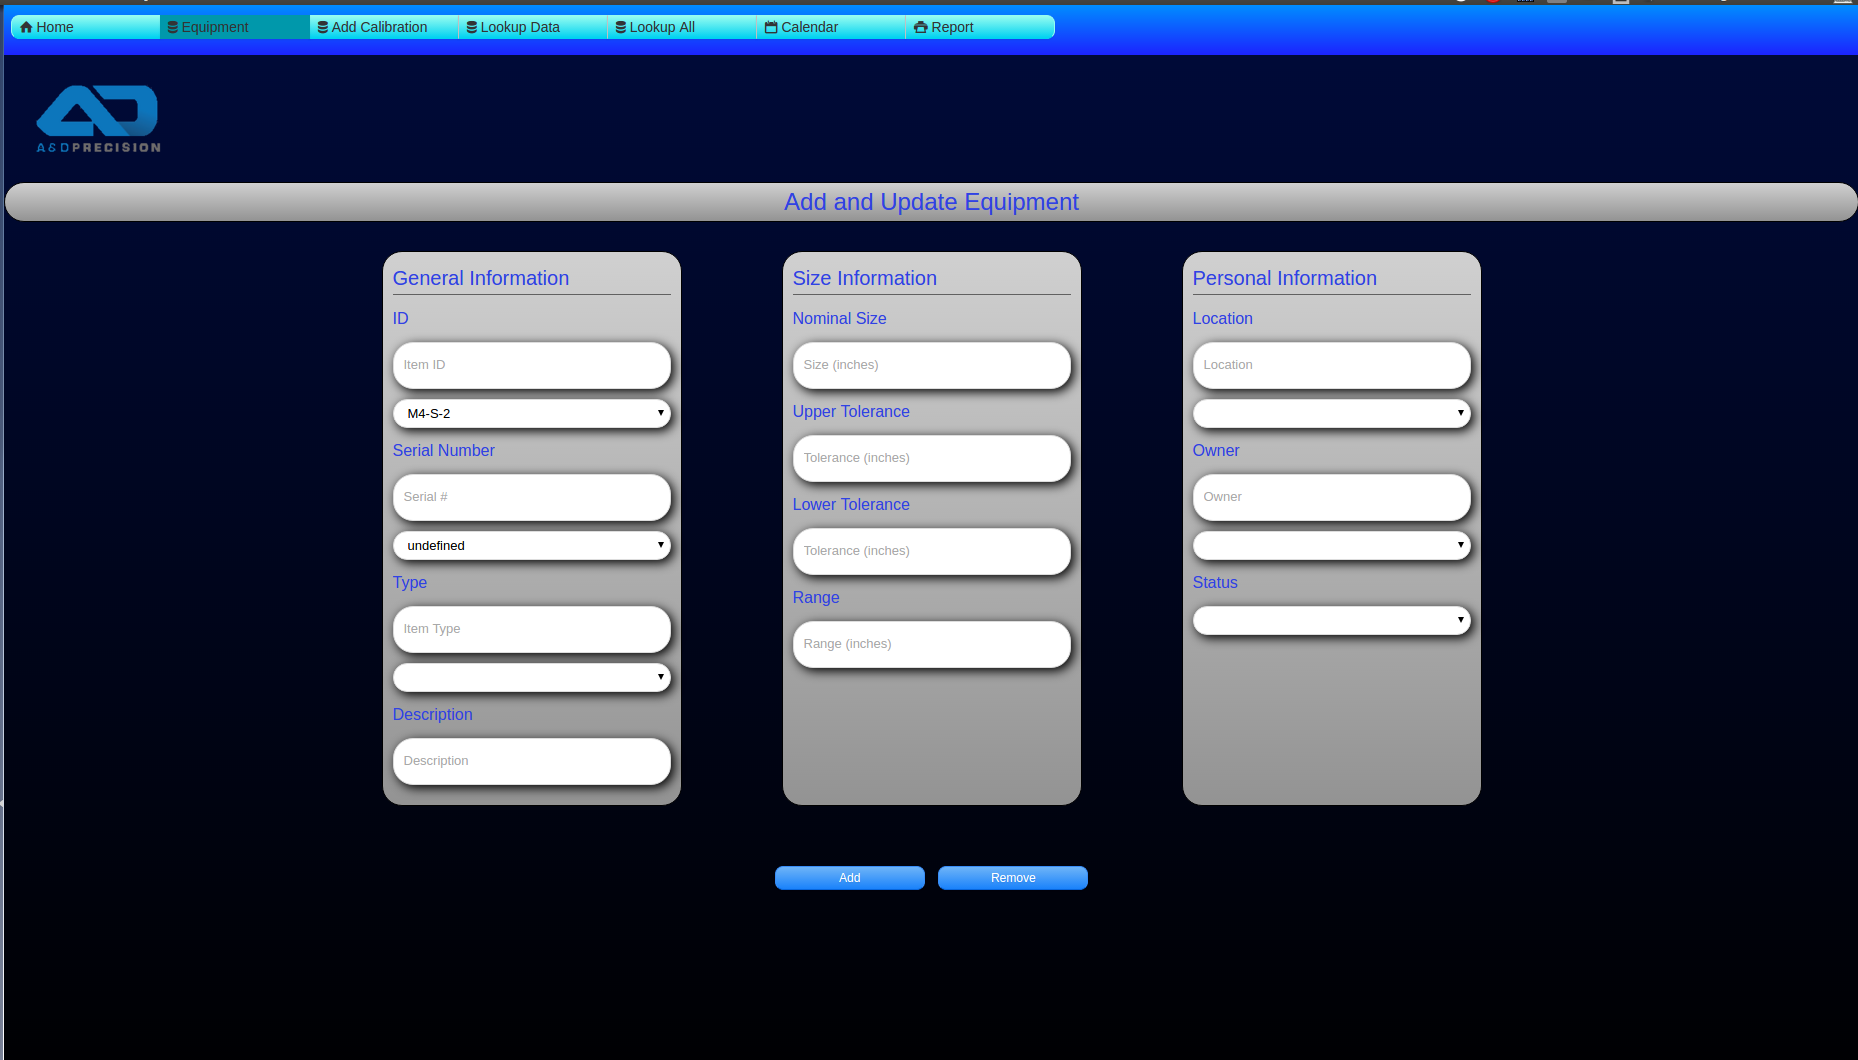 Home
Equipment
Add Calibration
Lookup Data
Lookup All
Calendar
Report
A&DPRECISION
Add and Update Equipment
General Information
ID
Item ID
M4-S-2
Serial Number
Serial #
undefined
Type
Item Type
Description
Description
Size Information
Nominal Size
Size (inches)
Upper Tolerance
Tolerance (inches)
Lower Tolerance
Tolerance (inches)
Range
Range (inches)
Personal Information
Location
Location
Owner
Owner
Status
Add
Remove